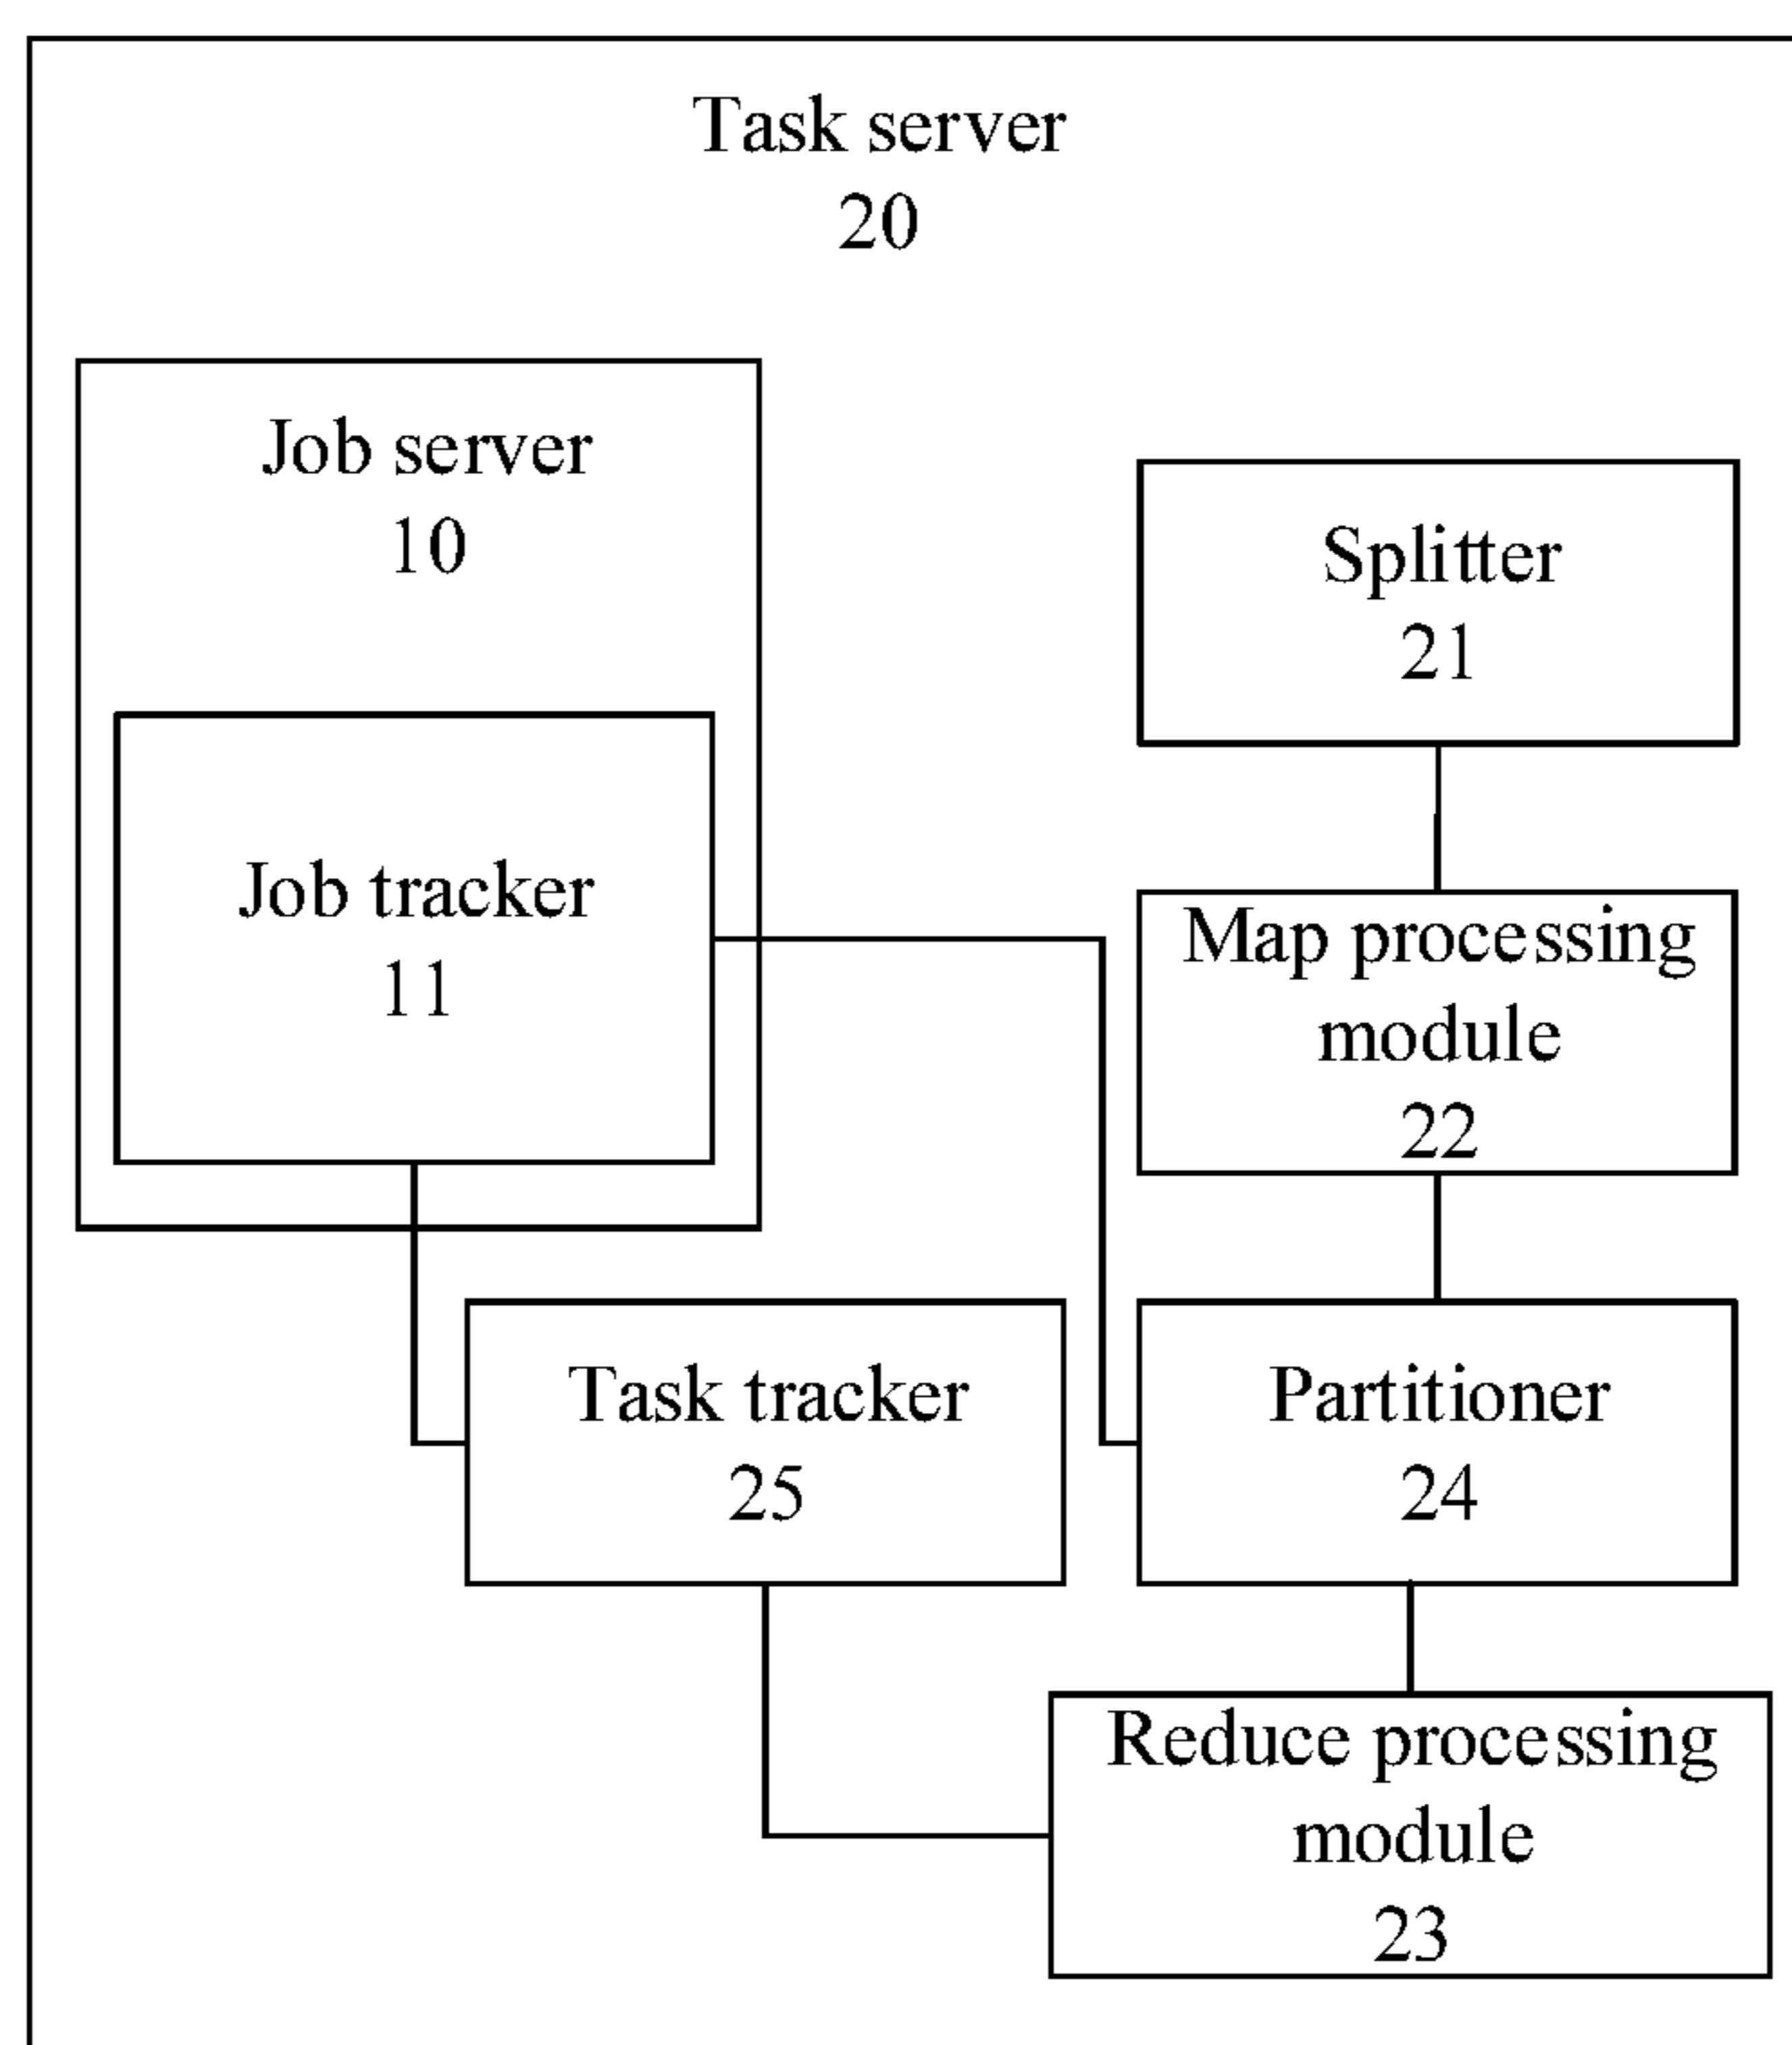 Task server
20
Job server
10
Job tracker
11
Splitter
21
Map processing
module
22
Task tracker
25
Partitioner
24
Reduce processing
module
23